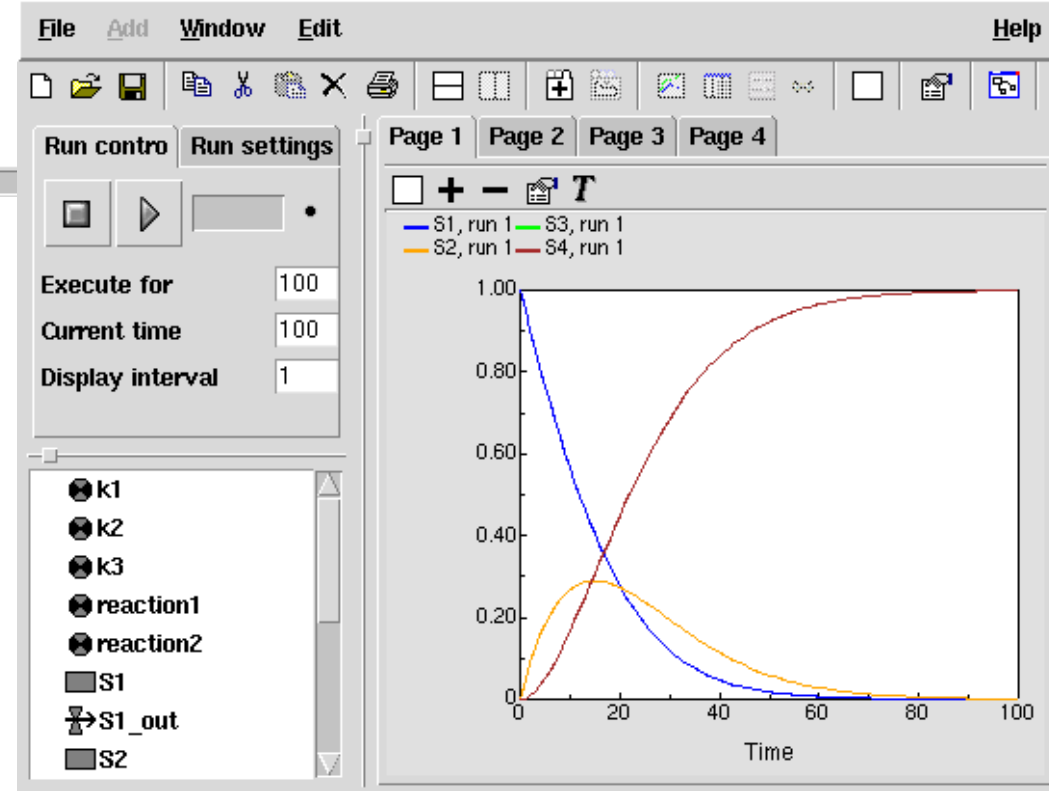 File Add Window Edit Help
Run contro Run settings
Page 1 Page 2 Page 3 Page 4
T
S1, run 1 S3, run 1
S2, run 1 S4, run 1
Execute for 100
Current time 100
Display interval 1
k1
k2
k3
reaction1
reaction2
S1
S1_out
S2
1.00
0.80
0.60
0.40
0.20
0
0 20 40 60 80 100
Time